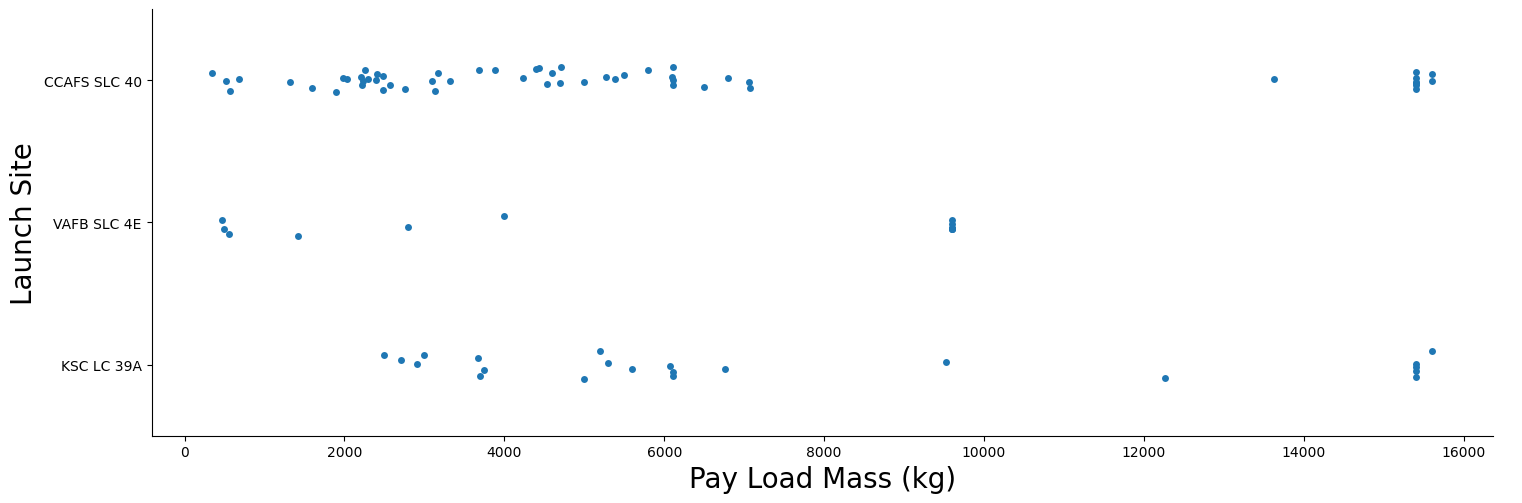 Launch Site
CCAFS SLC 40
VAFB SLC 4E
KSC LC 39A
0 2000 4000 6000 8000 10000 12000 14000 16000
Pay Load Mass (kg)